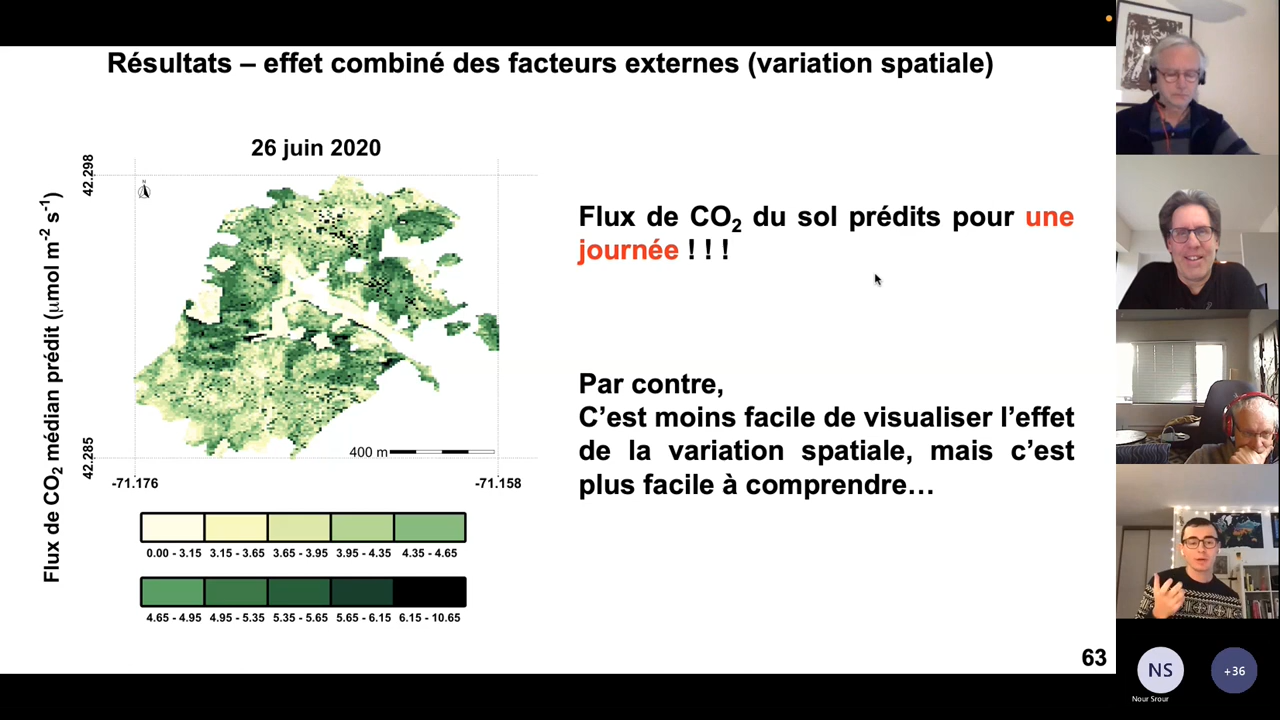 Résultats – effet combiné des facteurs externes (variation spatiale)
26 juin 2020
42.298
N
Flux de CO2 médian prédit (μmol m-2 s-1)
42.285
400 m
-71.176
-71.158
0.00 - 3.15 3.15 - 3.65 3.65 - 3.95 3.95 - 4.35 4.35 - 4.65
4.65 - 4.95 4.95 - 5.35 5.35 - 5.65 5.65 - 6.15 6.15 - 10.65
Flux de CO2 du sol prédits pour une
journée ! ! !
Par contre,
C’est moins facile de visualiser l’effet
de la variation spatiale, mais c’est
plus facile à comprendre…
63
NS
Nour Srour
+36